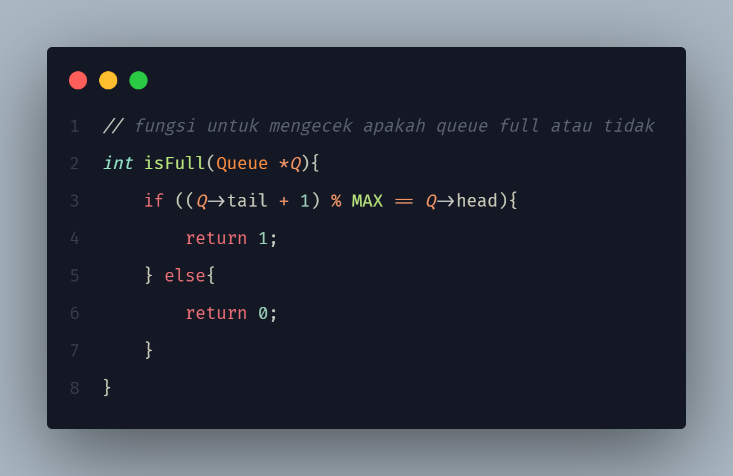 1 // fungsi untuk mengecek apakah queue full atau tidak
2 int isFull(Queue *Q){
3     if ((Q->tail + 1) % MAX == Q->head){
4         return 1;
5     } else{
6         return 0;
7     }
8 }